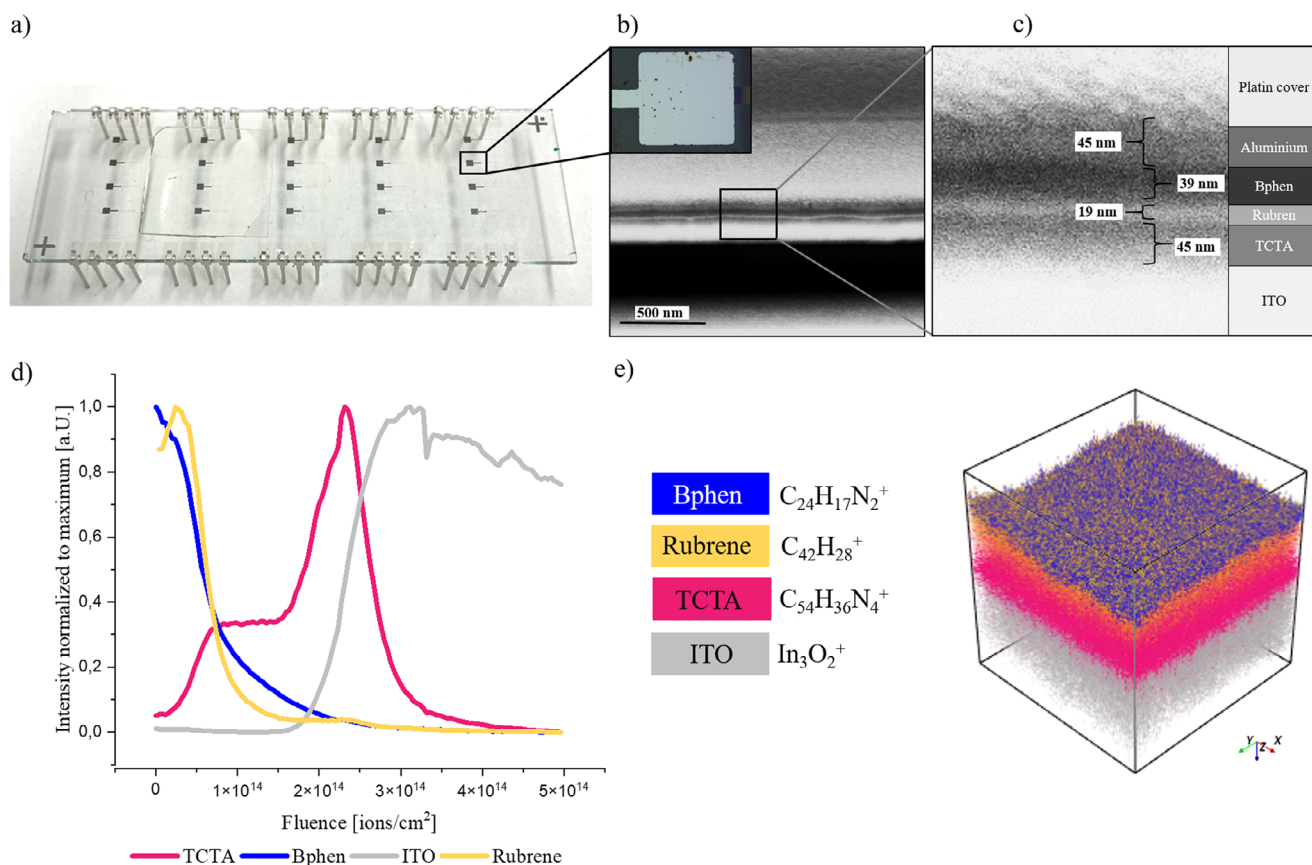 a)
b)
c)
500 nm
45 nm
39 nm
19 nm
45 nm
Platin cover
Aluminium
Bphen
Rubren
TCTA
ITO
d)
Intensity normalized to maximum [a.U.]
1,0
0,8
0,6
0,4
0,2
0,0
0
1×10¹⁴
2×10¹⁴
3×10¹⁴
4×10¹⁴
5×10¹⁴
Fluence [ions/cm²]
TCTA Bphen ITO Rubrene
e)
Bphen C₂₄H₁₇N₂⁺
Rubrene C₄₂H₂₈⁺
TCTA C₅₄H₃₆N₄⁺
ITO In₃O₂⁺
Y Z X